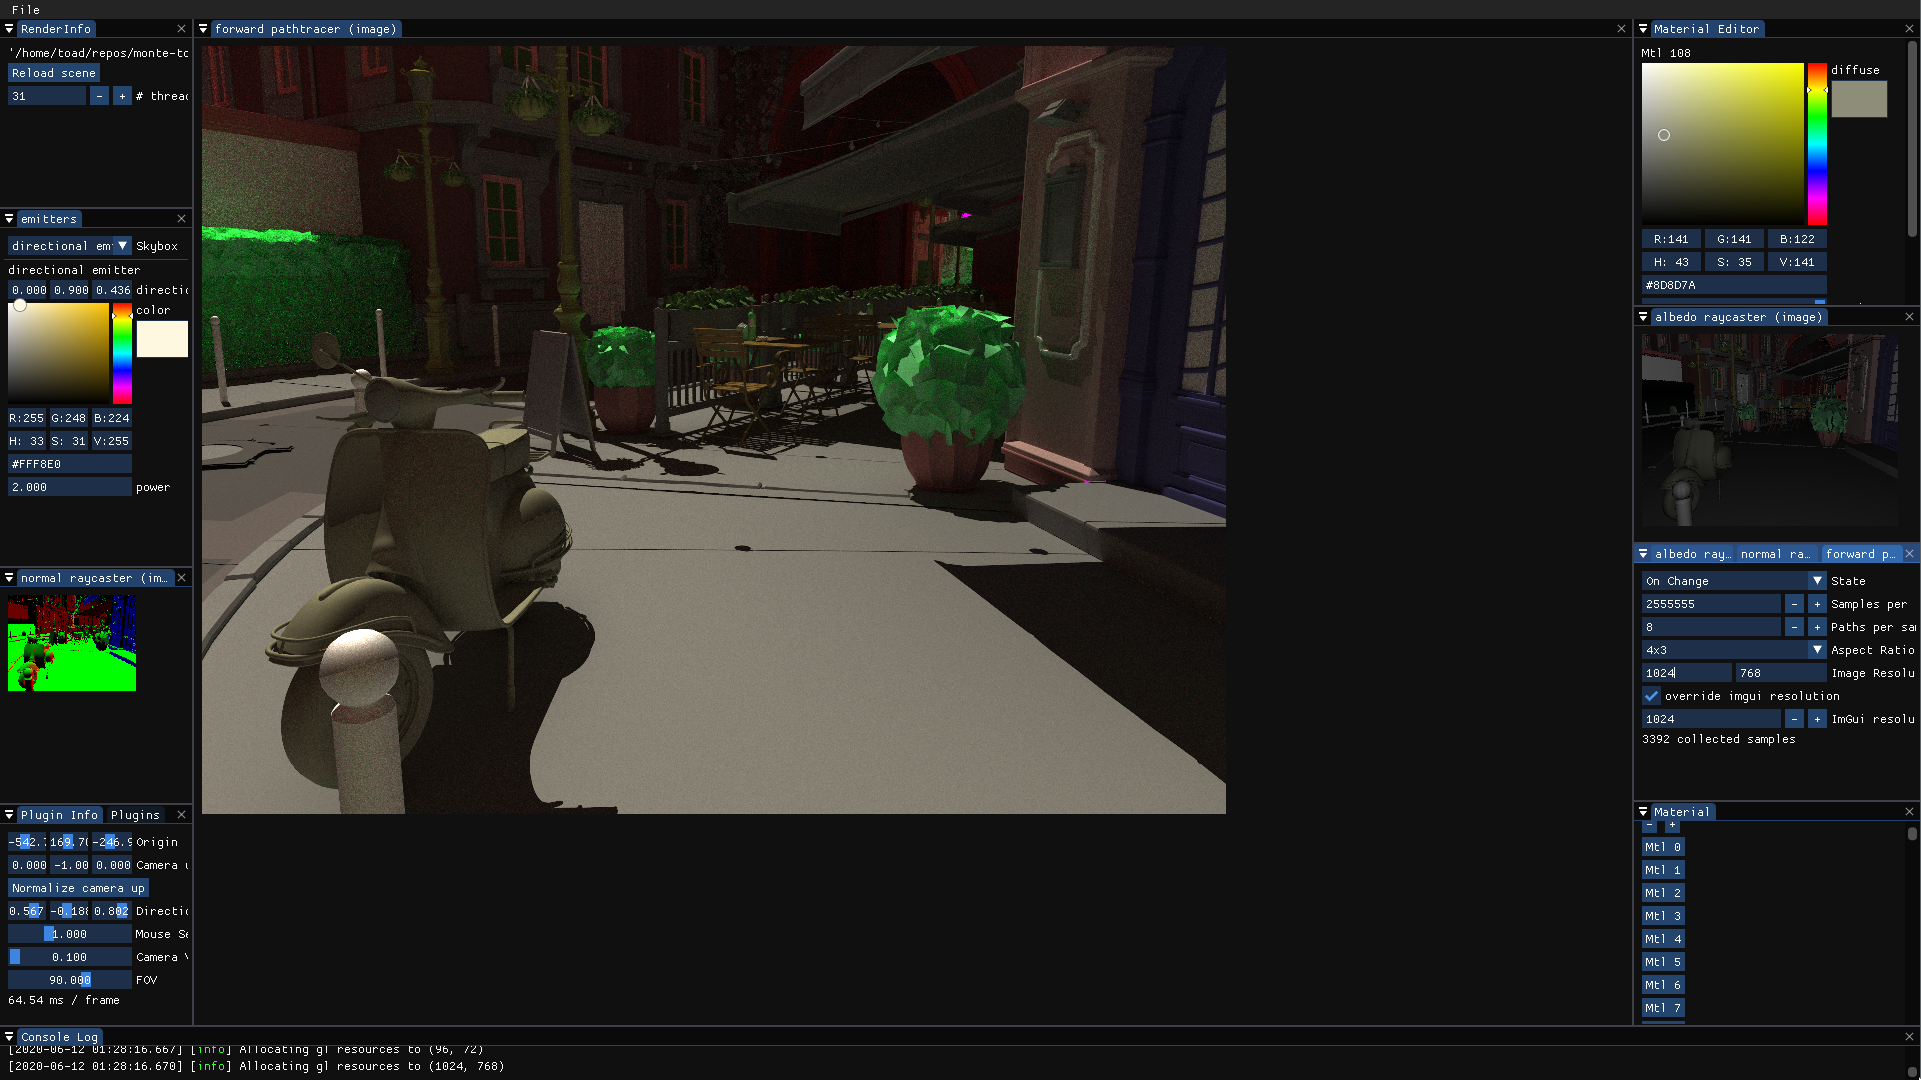 File
RenderInfo
'/home/toad/repos/monte-to
Reload scene
31 - + # thread
emitters
directional em Skybox
directional emitter
0.000 0.900 0.436 directio
color
R:255 G:248 B:224
H: 33 S: 31 V:255
#FFF8E0
2.000 power
normal raycaster (im…
Plugin Info Plugins
-542. 169.70 -246.9 Origin
0.000 -1.00 0.000 Camera u
Normalize camera up
0.567 -0.188 0.802 Directio
1.000 Mouse Se
0.100 Camera V
90.000 FOV
64.54 ms / frame
forward pathtracer (image)
Material Editor
Mtl 108
diffuse
R:141 G:141 B:122
H: 43 S: 35 V:141
#8D8D7A
albedo raycaster (image)
albedo ray… normal ra… forward p…
On Change State
2555555 - + Samples per
8 - + Paths per sa
4x3 Aspect Ratio
1024 768 Image Resolu
override imgui resolution
1024 - + ImGui resolu
3392 collected samples
Material
- +
Mtl 0
Mtl 1
Mtl 2
Mtl 3
Mtl 4
Mtl 5
Mtl 6
Mtl 7
Console Log
[2020-06-12 01:28:16.667] [info] Allocating gl resources to (96, 72)
[2020-06-12 01:28:16.670] [info] Allocating gl resources to (1024, 768)